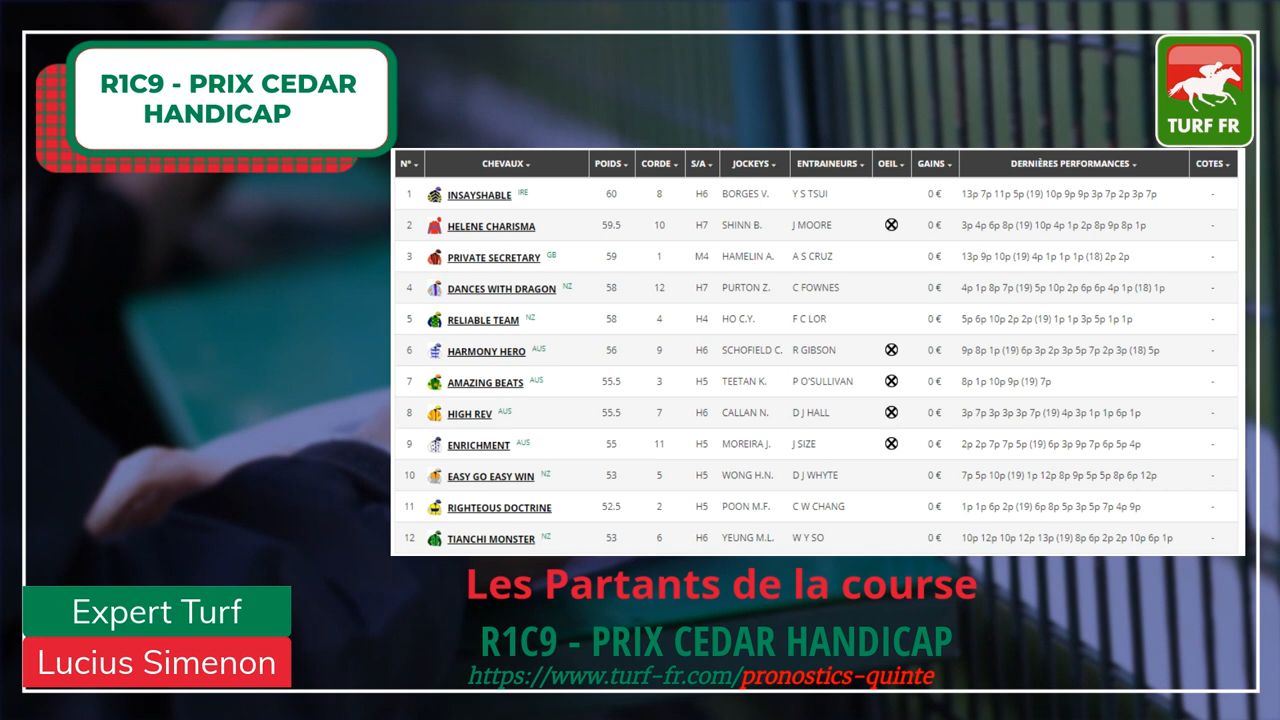 R1C9 - PRIX CEDAR
HANDICAP
TURF FR
N° CHEVAUX POIDS CORDE S/A JOCKEYS ENTRAINEURS OEIL GAINS DERNIÈRES PERFORMANCES COTES
1 INSAYSHABLE IRE 60 8 H6 BORGES V. Y S TSUI 0 € 13p 7p 11p 5p (19) 10p 9p 9p 3p 7p 2p 3p 7p -
2 HELENE CHARISMA 59.5 10 H7 SHINN B. J MOORE 0 € 3p 4p 6p 8p (19) 10p 4p 1p 2p 8p 9p 8p 1p -
3 PRIVATE SECRETARY GB 59 1 M4 HAMELIN A. A S CRUZ 0 € 13p 9p 10p (19) 4p 1p 1p 1p (18) 2p 2p -
4 DANCES WITH DRAGON NZ 58 12 H7 PURTON Z. C FOWNES 0 € 4p 1p 8p 7p (19) 5p 10p 2p 6p 6p 4p 1p (18) 1p -
5 RELIABLE TEAM NZ 58 4 H4 HO C.Y. F C LOR 0 € 5p 6p 10p 2p 2p (19) 1p 1p 3p 5p 1p 1p -
6 HARMONY HERO AUS 56 9 H6 SCHOFIELD C. R GIBSON 0 € 9p 8p 1p (19) 6p 3p 2p 3p 5p 7p 2p 3p (18) 5p -
7 AMAZING BEATS AUS 55.5 3 H5 TEETAN K. P O'SULLIVAN 0 € 8p 1p 10p 9p (19) 7p -
8 HIGH REV AUS 55.5 7 H6 CALLAN N. D J HALL 0 € 3p 7p 3p 3p 3p 7p (19) 4p 3p 1p 1p 6p 1p -
9 ENRICHMENT AUS 55 11 H5 MOREIRA J. J SIZE 0 € 2p 2p 7p 7p 5p (19) 6p 3p 9p 7p 6p 5p 4p -
10 EASY GO EASY WIN NZ 53 5 H5 WONG H.N. D J WHYTE 0 € 7p 5p 10p (19) 1p 12p 8p 9p 5p 5p 8p 6p 12p -
11 RIGHTEOUS DOCTRINE 52.5 2 H5 POON M.F. C W CHANG 0 € 1p 1p 6p 2p (19) 6p 8p 5p 3p 5p 7p 4p 9p -
12 TIANCHI MONSTER NZ 53 6 H6 YEUNG M.L. W Y SO 0 € 10p 12p 10p 12p 13p (19) 8p 6p 2p 2p 10p 6p 1p -
Les Partants de la course
R1C9 - PRIX CEDAR HANDICAP
https://www.turf-fr.com/pronostics-quinte
Expert Turf
Lucius Simenon